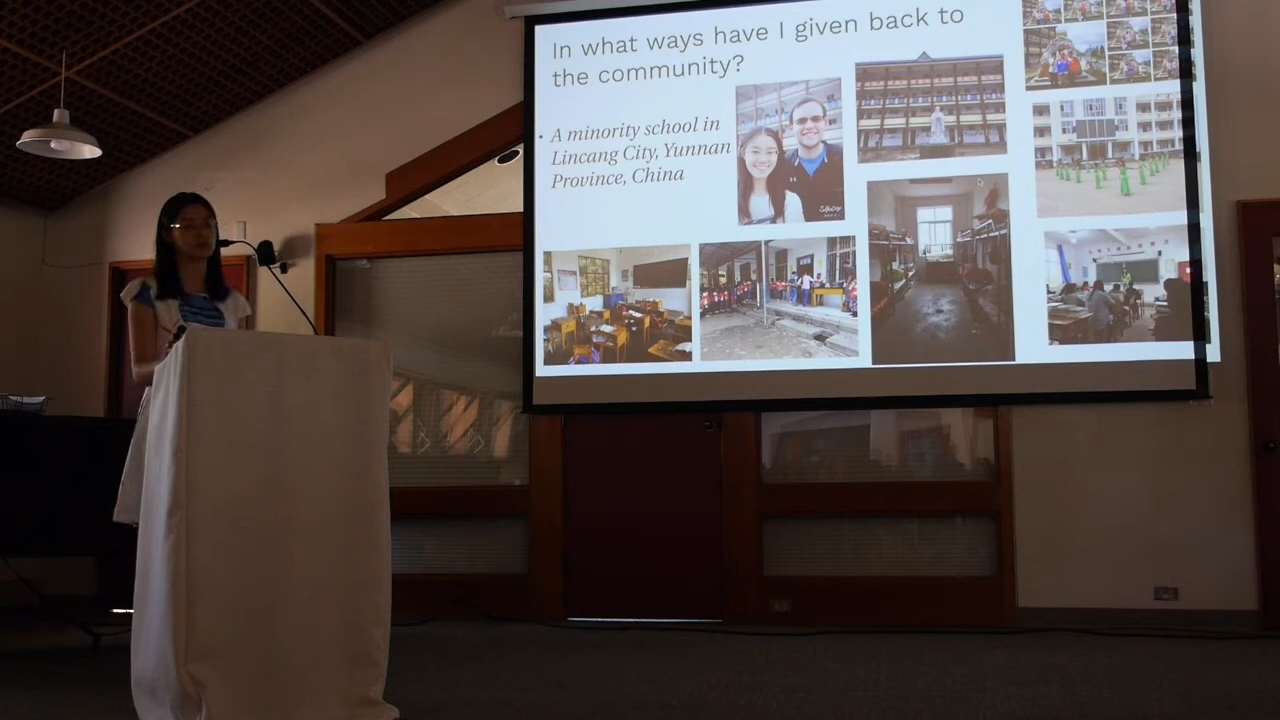 In what ways have I given back to
the community?
• A minority school in
Lincang City, Yunnan
Province, China